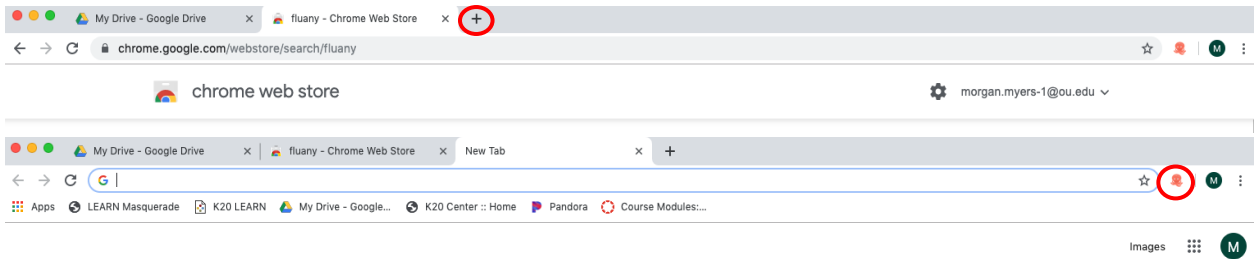 My Drive - Google Drive fluany - Chrome Web Store
chrome.google.com/webstore/search/fluany M
chrome web store morgan.myers-1@ou.edu
My Drive - Google Drive fluany - Chrome Web Store New Tab
G M
Apps LEARN Masquerade K20 LEARN My Drive - Google... K20 Center :: Home Pandora Course Modules:...
Images M